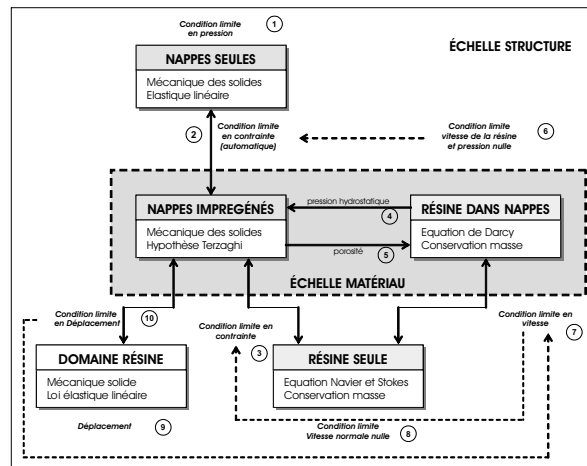 Condition limite
en pression
1
ÉCHELLE STRUCTURE
NAPPES SEULES
Mécanique des solides
Elastique linéaire
2
Condition limite
en contrainte
(automatique)
Condition limite
vitesse de la résine
et pression nulle
6
NAPPES IMPREGÉNÉS
Mécanique des solides
Hypothèse Terzaghi
pression hydrostatique
4
porosité
5
RÉSINE DANS NAPPES
Equation de Darcy
Conservation masse
ÉCHELLE MATÉRIAU
Condition limite
en Déplacement
10
Condition limite en
contrainte
3
Condition limite en
vitesse
7
DOMAINE RÉSINE
Mécanique solide
Loi élastique linéaire
RÉSINE SEULE
Equation Navier et Stokes
Conservation masse
Déplacement
9
Condition limite
Vitesse normale nulle
8